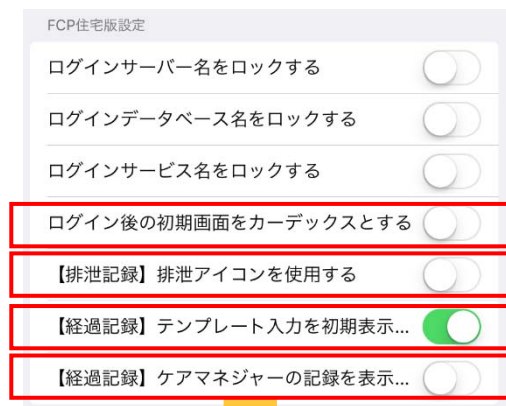 FCP住宅版設定
ログインサーバー名をロックする
ログインデータベース名をロックする
ログインサービス名をロックする
ログイン後の初期画面をカーデックスとする
【排泄記録】排泄アイコンを使用する
【経過記録】テンプレート入力を初期表示...
【経過記録】ケアマネジャーの記録を表示...